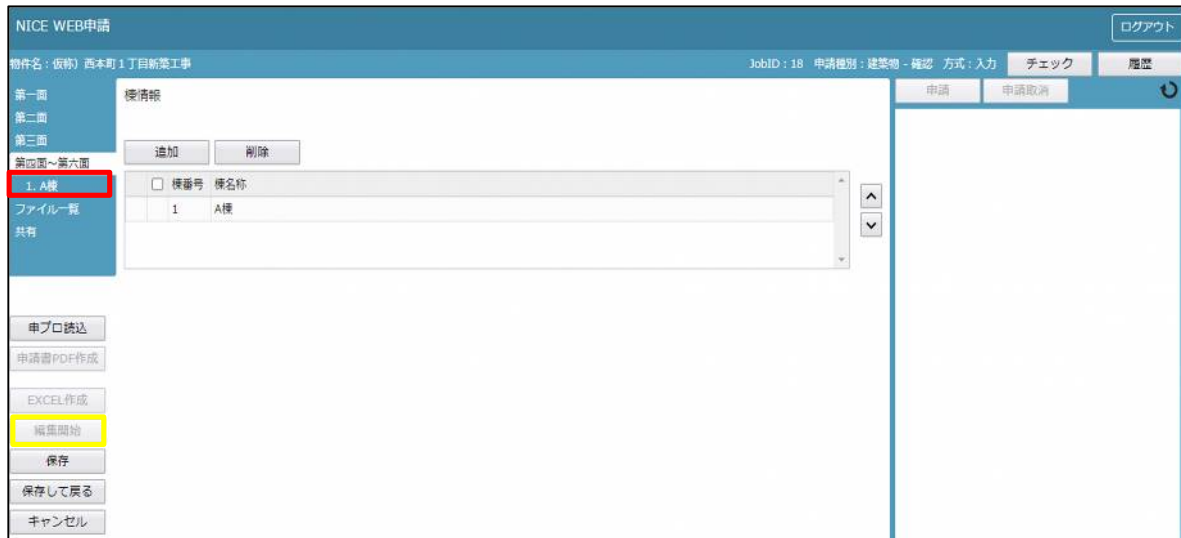 NICE WEB申請
ログアウト
物件名：仮称）西本町１丁目新築工事
JobID：18 申請種別：建築物 - 確認 方式：入力
チェック
履歴
第一面
第二面
第三面
第四面～第六面
1. A棟
ファイル一覧
共有
棟情報
申請
申請取消
追加
削除
棟番号 棟名称
1 A棟
申プロ読込
申請書PDF作成
EXCEL作成
編集開始
保存
保存して戻る
キャンセル